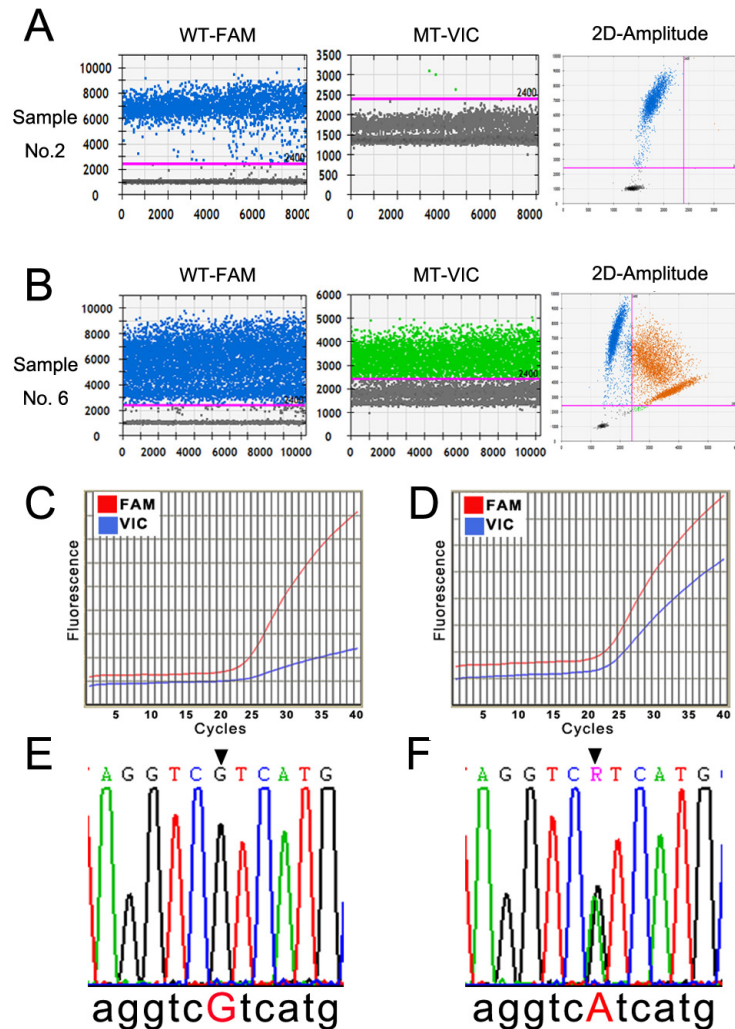 A
WT-FAM MT-VIC 2D-Amplitude
Sample
No.2
10000
8000
6000
4000
2000
0
2400
0 2000 4000 6000 8000
3500
3000
2500
2000
1500
1000
500
0
2400
0 2000 4000 6000 8000
B
WT-FAM MT-VIC 2D-Amplitude
Sample
No. 6
10000
8000
6000
4000
2000
0
2400
0 2000 4000 6000 8000 10000
6000
5000
4000
3000
2000
1000
0
2400
0 2000 4000 6000 8000 10000
C
FAM
VIC
Fluorescence
5 10 15 20 25 30 35 40
Cycles
D
FAM
VIC
Fluorescence
5 10 15 20 25 30 35 40
Cycles
E
A G G T C G T C A T G
aggtcGtcatg
F
A G G T C R T C A T G
aggtcAtcatg